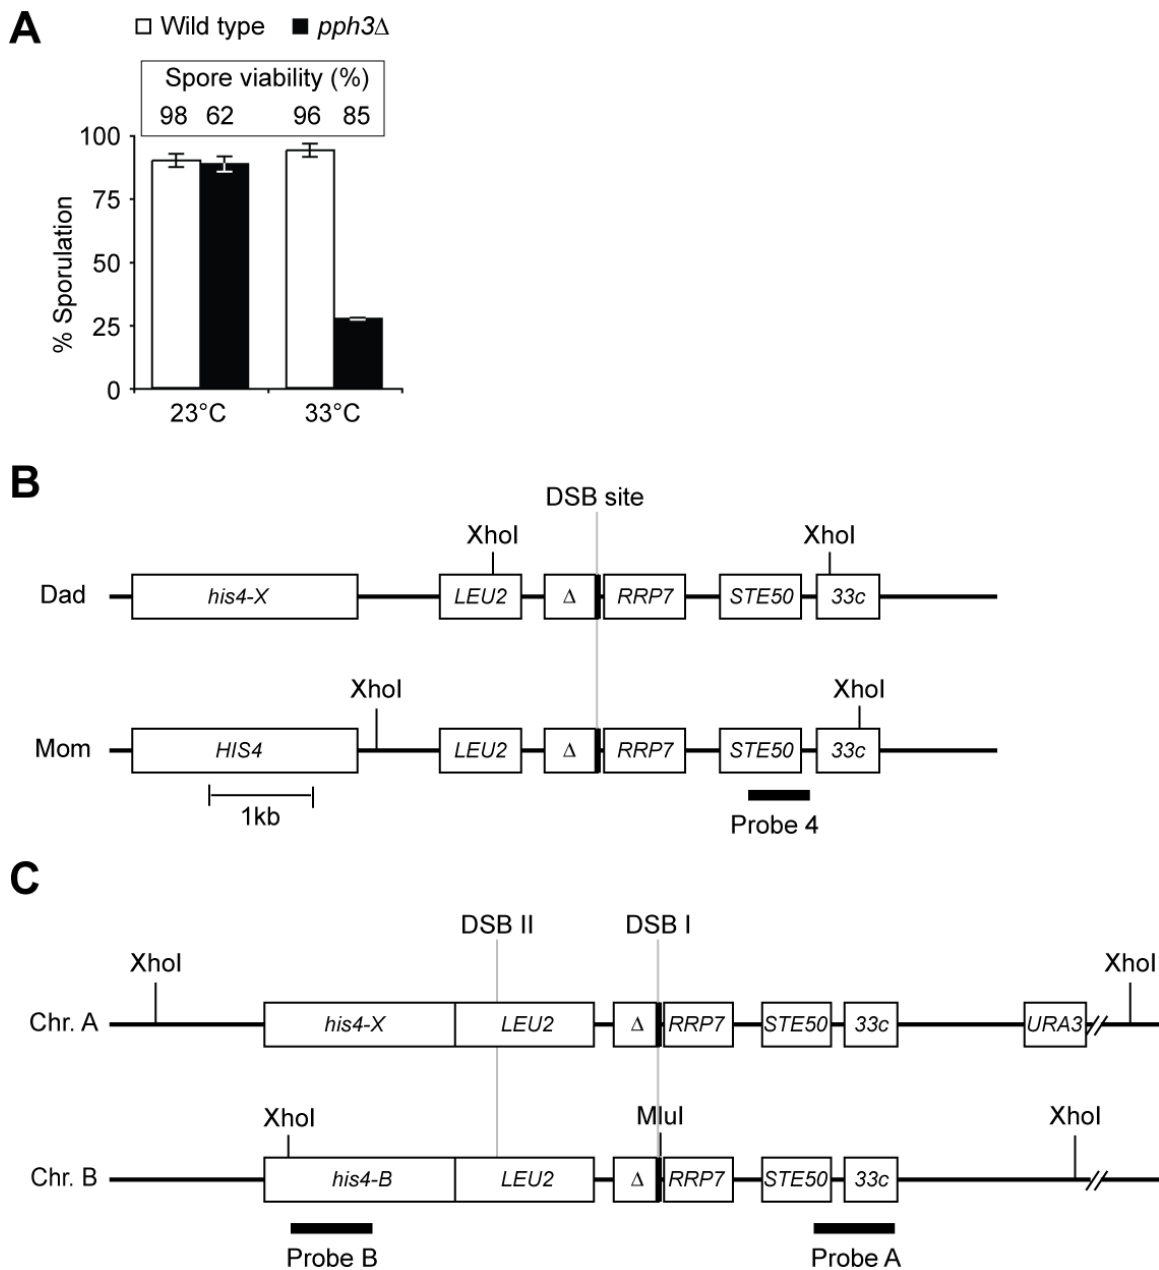 A
Wild type pph3Δ
Spore viability (%)
98 62 96 85
100
75
50
25
0
% Sporulation
23°C 33°C
B
DSB site
XhoI XhoI
Dad his4-X LEU2 Δ RRP7 STE50 33c
XhoI XhoI
Mom HIS4 LEU2 Δ RRP7 STE50 33c
1kb
Probe 4
C
DSB II DSB I
XhoI XhoI
Chr. A his4-X LEU2 Δ RRP7 STE50 33c URA3
XhoI MluI XhoI
Chr. B his4-B LEU2 Δ RRP7 STE50 33c
Probe B Probe A